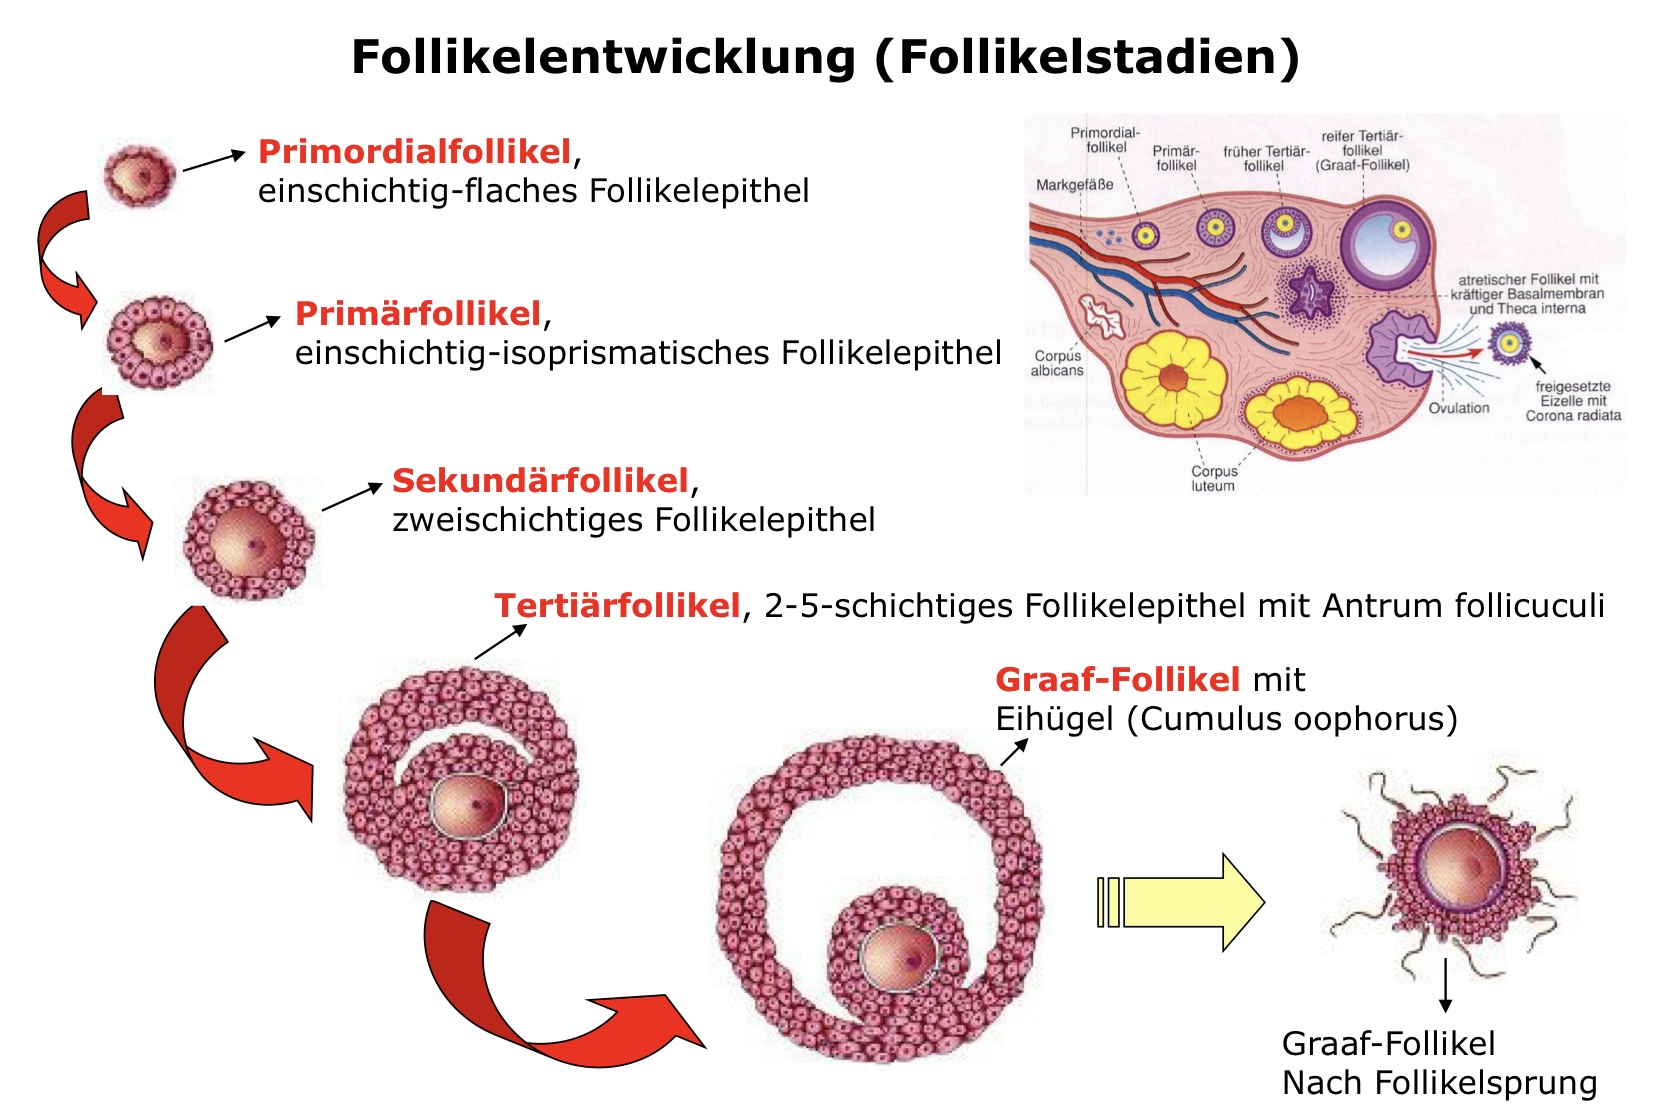 Follikelentwicklung (Follikelstadien)
Primordialfollikel,
einschichtig-flaches Follikelepithel
Primärfollikel,
einschichtig-isoprismatisches Follikelepithel
Sekundärfollikel,
zweischichtiges Follikelepithel
Tertiärfollikel, 2-5-schichtiges Follikelepithel mit Antrum follicuculi
Graaf-Follikel mit
Eihügel (Cumulus oophorus)
Graaf-Follikel
Nach Follikelsprung
Primordial-
follikel
Primär-
follikel
früher Tertiär-
follikel
reifer Tertiär-
follikel
(Graaf-Follikel)
Markgefäße
atretischer Follikel mit
kräftiger Basalmembran
und Theca interna
Corpus
albicans
freigesetzte
Eizelle mit
Corona radiata
Ovulation
Corpus
luteum